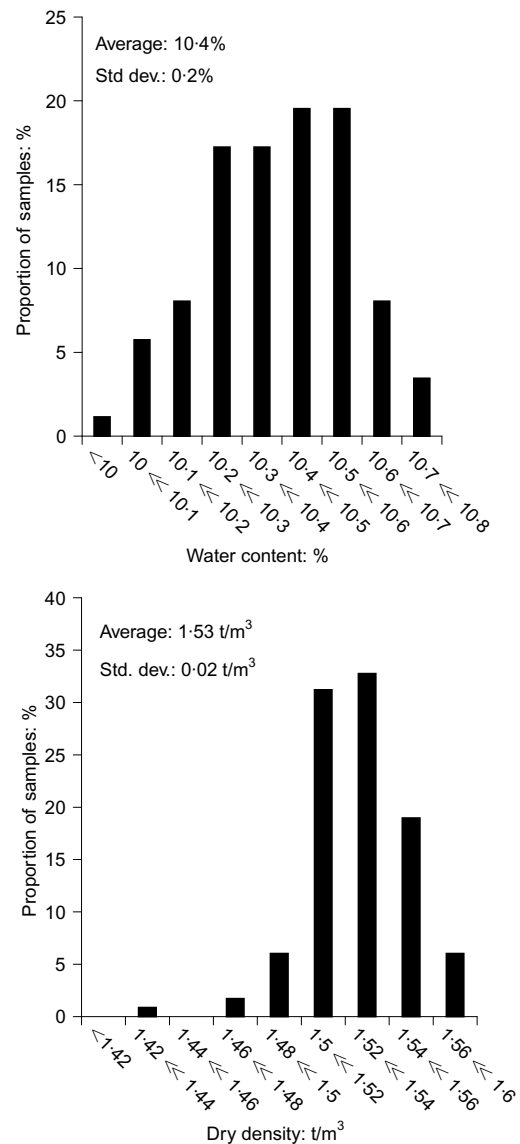 25
Average: 10·4%
Std dev.: 0·2%
20
15
10
5
0
Proportion of samples: %
<10
10 ≪ 10·1
10·1 ≪ 10·2
10·2 ≪ 10·3
10·3 ≪ 10·4
10·4 ≪ 10·5
10·5 ≪ 10·6
10·6 ≪ 10·7
10·7 ≪ 10·8
Water content: %
40
Average: 1·53 t/m³
Std. dev.: 0·02 t/m³
35
30
25
20
15
10
5
0
Proportion of samples: %
<1·42
1·42 ≪ 1·44
1·44 ≪ 1·46
1·46 ≪ 1·48
1·48 ≪ 1·5
1·5 ≪ 1·52
1·52 ≪ 1·54
1·54 ≪ 1·56
1·56 ≪ 1·6
Dry density: t/m³